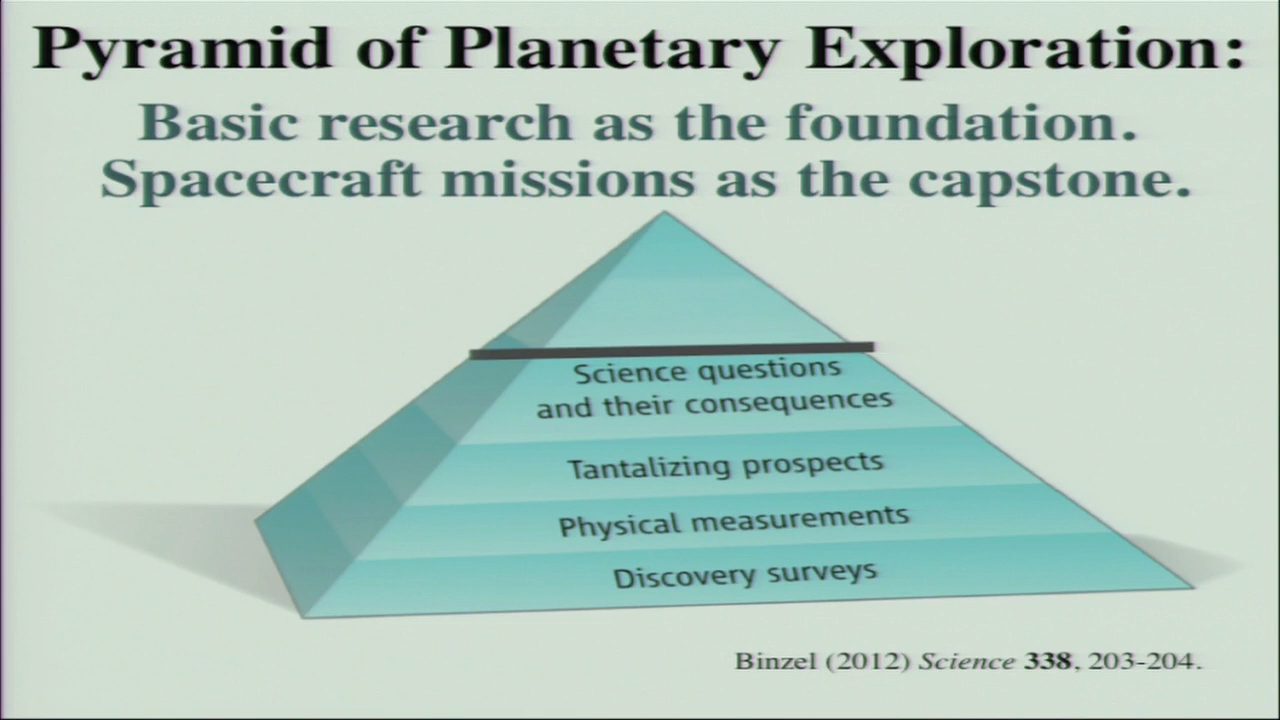 Pyramid of Planetary Exploration:
Basic research as the foundation.
Spacecraft missions as the capstone.
Science questions
and their consequences
Tantalizing prospects
Physical measurements
Discovery surveys
Binzel (2012) Science 338, 203-204.